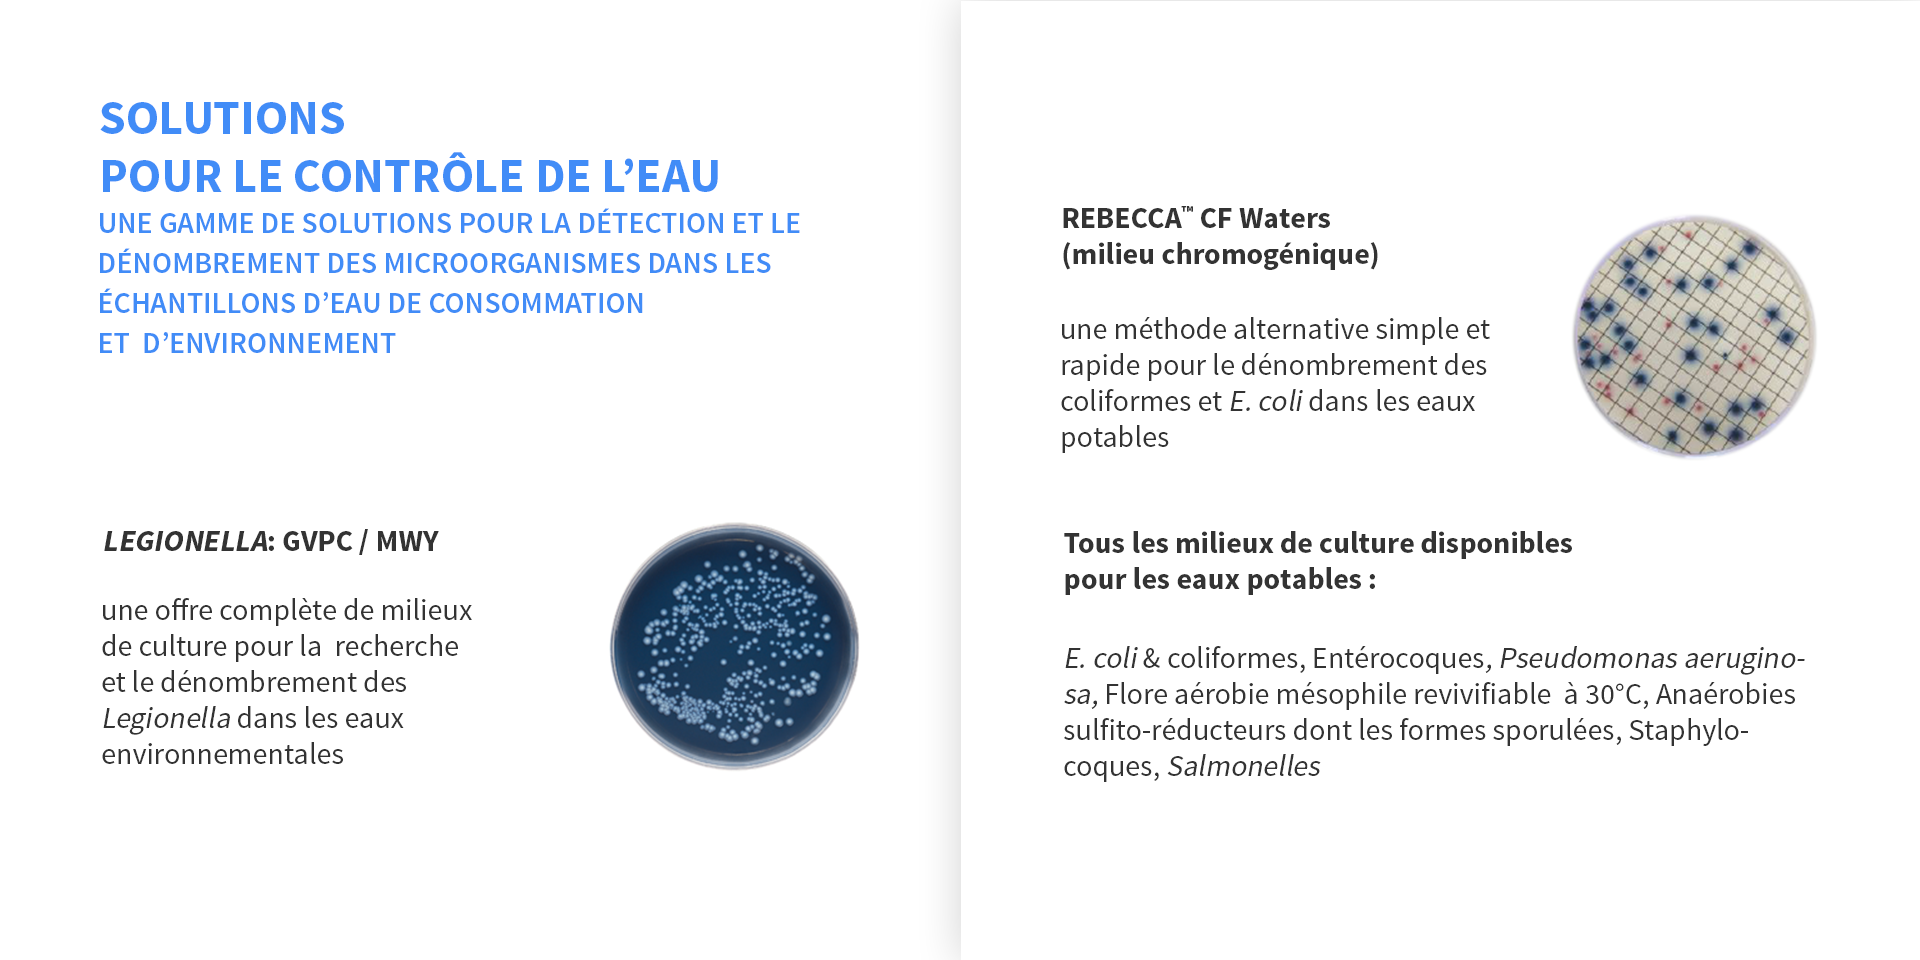 SOLUTIONS
POUR LE CONTRÔLE DE L’EAU
UNE GAMME DE SOLUTIONS POUR LA DÉTECTION ET LE
DÉNOMBREMENT DES MICROORGANISMES DANS LES
ÉCHANTILLONS D’EAU DE CONSOMMATION
ET  D’ENVIRONNEMENT
LEGIONELLA: GVPC / MWY
une offre complète de milieux
de culture pour la  recherche
et le dénombrement des
Legionella dans les eaux
environnementales
REBECCA™ CF Waters
(milieu chromogénique)
une méthode alternative simple et
rapide pour le dénombrement des
coliformes et E. coli dans les eaux
potables
Tous les milieux de culture disponibles
pour les eaux potables :
E. coli & coliformes, Entérocoques, Pseudomonas aerugino-
sa, Flore aérobie mésophile revivifiable  à 30°C, Anaérobies
sulfito-réducteurs dont les formes sporulées, Staphylo-
coques, Salmonelles